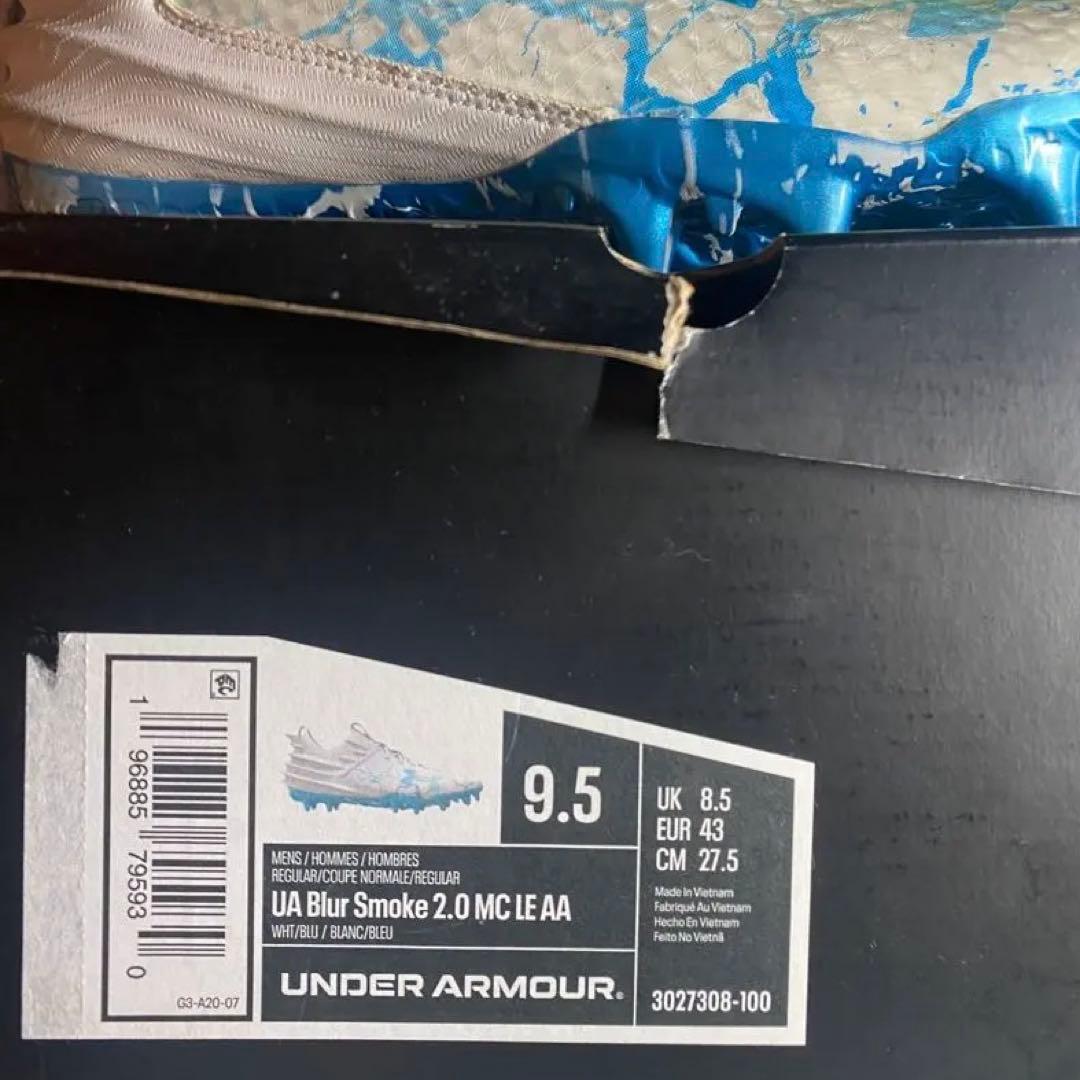 1 96885 79593 0
G3-A20-07
9.5
UK 8.5
EUR 43
CM 27.5
Made In Vietnam
Fabriqué Au Vietnam
Hecho En Vietnam
Feito No Vietnã
MENS / HOMMES / HOMBRES
REGULAR/COUPE NORMALE/REGULAR
UA Blur Smoke 2.0 MC LE AA
WHT/BLU / BLANC/BLEU
UNDER ARMOUR®
3027308-100